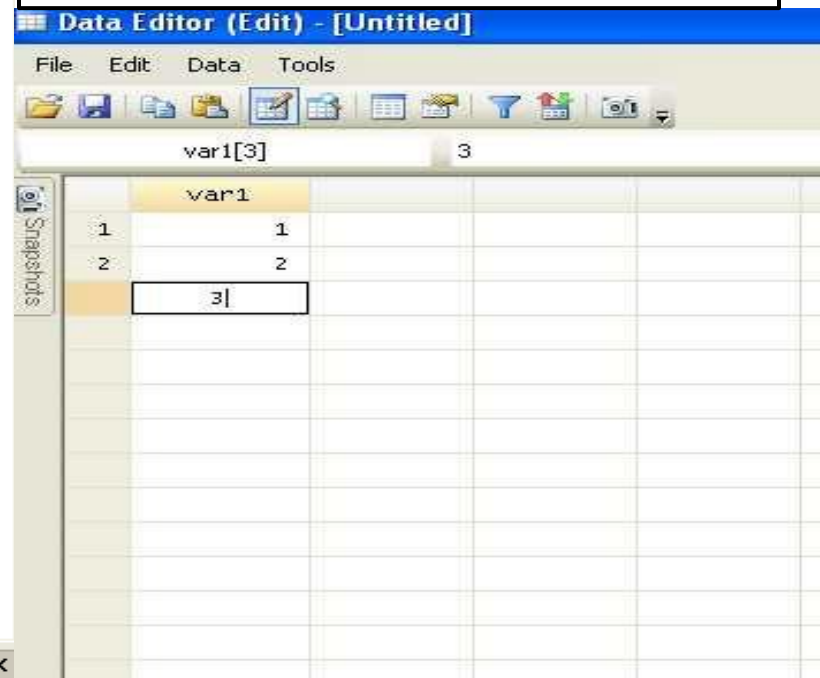 Data Editor (Edit) - [Untitled]
File Edit Data Tools
var1[3] 3
Snapshots
var1
1 1
2 2
3